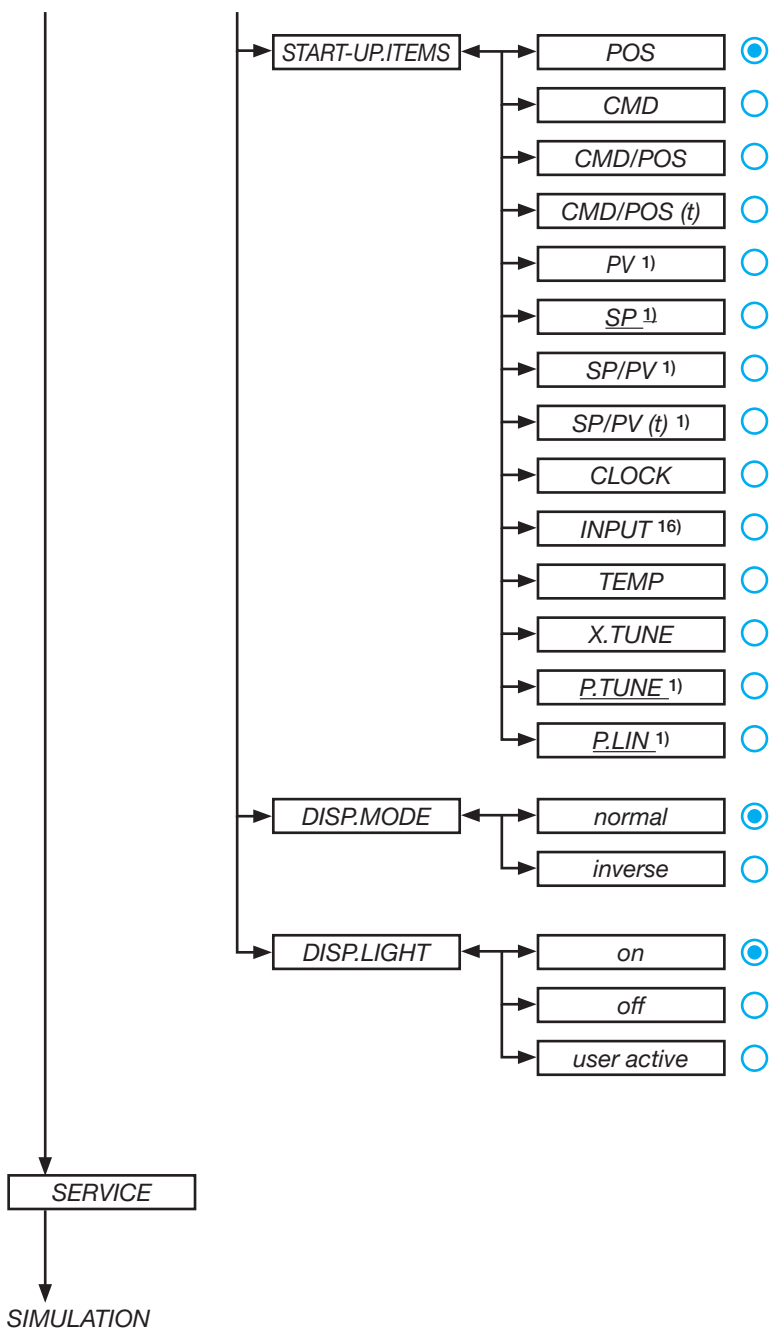 START-UP.ITEMS
POS
CMD
CMD/POS
CMD/POS (t)
PV 1)
SP 1)
SP/PV 1)
SP/PV (t) 1)
CLOCK
INPUT 16)
TEMP
X.TUNE
P.TUNE 1)
P.LIN 1)
DISP.MODE
normal
inverse
DISP.LIGHT
on
off
user active
SERVICE
SIMULATION